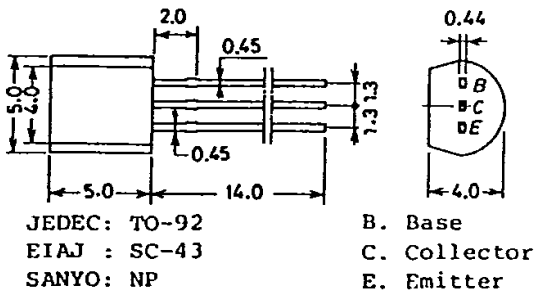 2.0
0.44
0.45
B
C
E
5.0
4.0
1.3
1.3
0.45
5.0
14.0
4.0
JEDEC: TO-92
EIAJ : SC-43
SANYO: NP
B. Base
C. Collector
E. Emitter